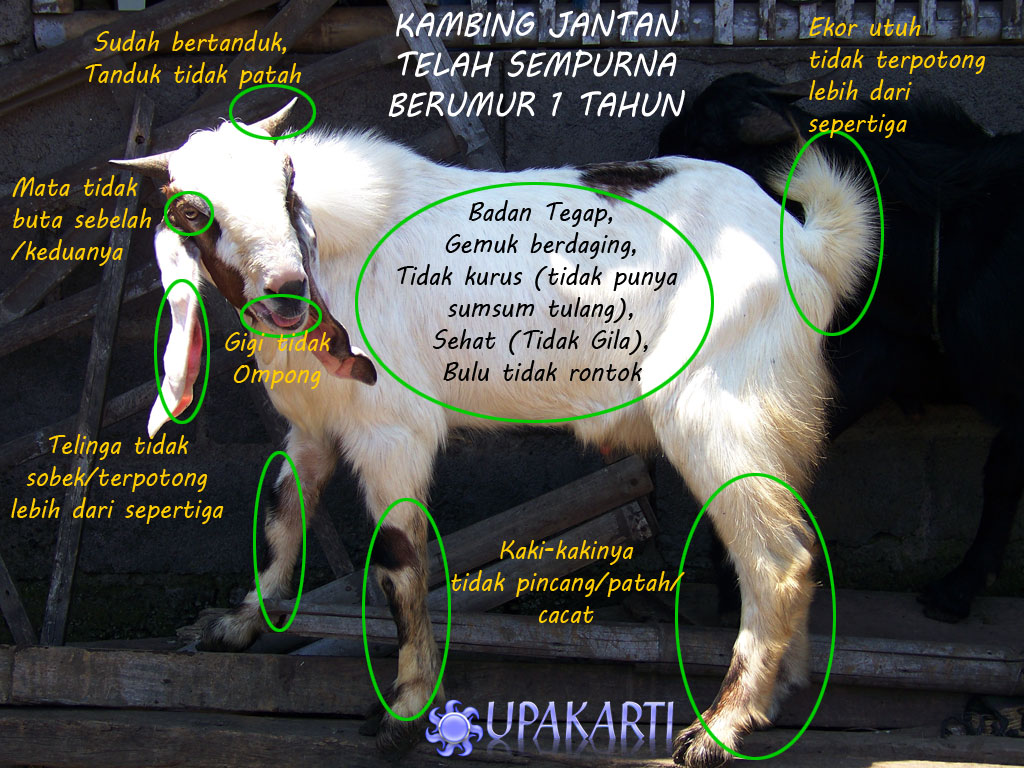 KAMBING JANTAN
TELAH SEMPURNA
BERUMUR 1 TAHUN
Sudah bertanduk,
Tanduk tidak patah
Ekor utuh
tidak terpotong
lebih dari
sepertiga
Mata tidak
buta sebelah
/keduanya
Badan Tegap,
Gemuk berdaging,
Tidak kurus (tidak punya
sumsum tulang),
Sehat (Tidak Gila),
Bulu tidak rontok
Gigi tidak
Ompong
Telinga tidak
sobek/terpotong
lebih dari sepertiga
Kaki-kakinya
tidak pincang/patah/
cacat
UPAKARTI